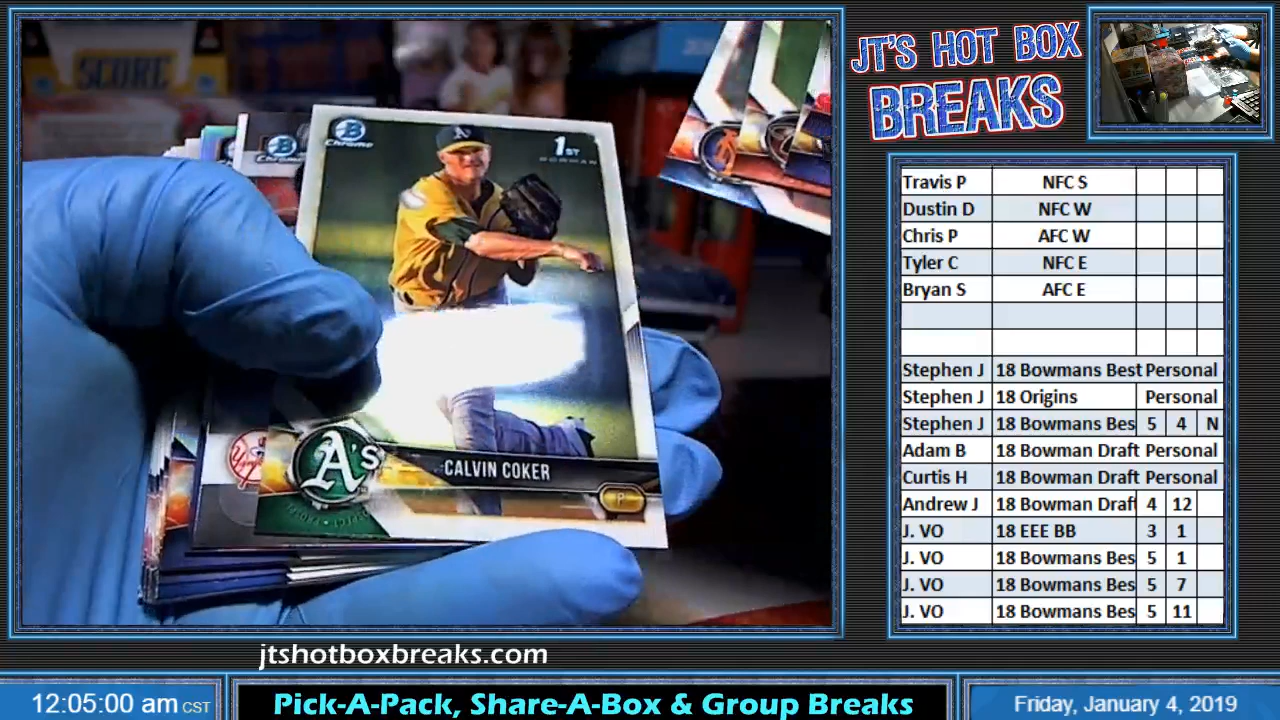 SCORE
B
Chrome
1ST
BOWMAN
Chrome
A's
CALVIN COKER
P
JT'S HOT BOX
BREAKS
Travis P NFC S
Dustin D NFC W
Chris P AFC W
Tyler C NFC E
Bryan S AFC E
Stephen J 18 Bowmans Best Personal
Stephen J 18 Origins Personal
Stephen J 18 Bowmans Bes 5 4 N
Adam B 18 Bowman Draft Personal
Curtis H 18 Bowman Draft Personal
Andrew J 18 Bowman Draft 4 12
J. VO 18 EEE BB 3 1
J. VO 18 Bowmans Bes 5 1
J. VO 18 Bowmans Bes 5 7
J. VO 18 Bowmans Bes 5 11
jtshotboxbreaks.com
12:05:00 am CST
Pick-A-Pack, Share-A-Box & Group Breaks
Friday, January 4, 2019